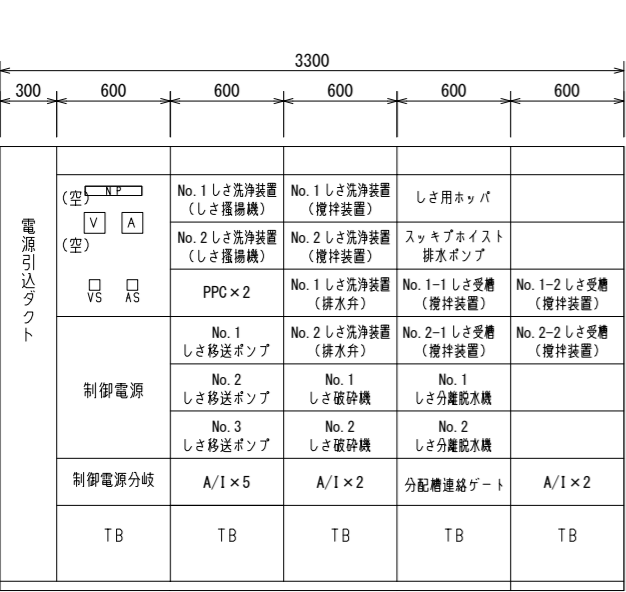 3300
300 600 600 600 600 600
電源引込ダクト
(空) NP
V A
(空)
VS AS
No.1しさ洗浄装置
(しさ掻揚機)
No.1しさ洗浄装置
(攪拌装置)
しさ用ホッパ
No.2しさ洗浄装置
(しさ掻揚機)
No.2しさ洗浄装置
(攪拌装置)
スッキプホイスト
排水ポンプ
PPC×2
No.1しさ洗浄装置
(排水弁)
No.1-1しさ受槽
(攪拌装置)
No.1-2しさ受槽
(攪拌装置)
制御電源
No.1
しさ移送ポンプ
No.2しさ洗浄装置
(排水弁)
No.2-1しさ受槽
(攪拌装置)
No.2-2しさ受槽
(攪拌装置)
No.2
しさ移送ポンプ
No.1
しさ破砕機
No.1
しさ分離脱水機
No.3
しさ移送ポンプ
No.2
しさ破砕機
No.2
しさ分離脱水機
制御電源分岐
A/I×5
A/I×2
分配槽連絡ゲート
A/I×2
TB TB TB TB TB